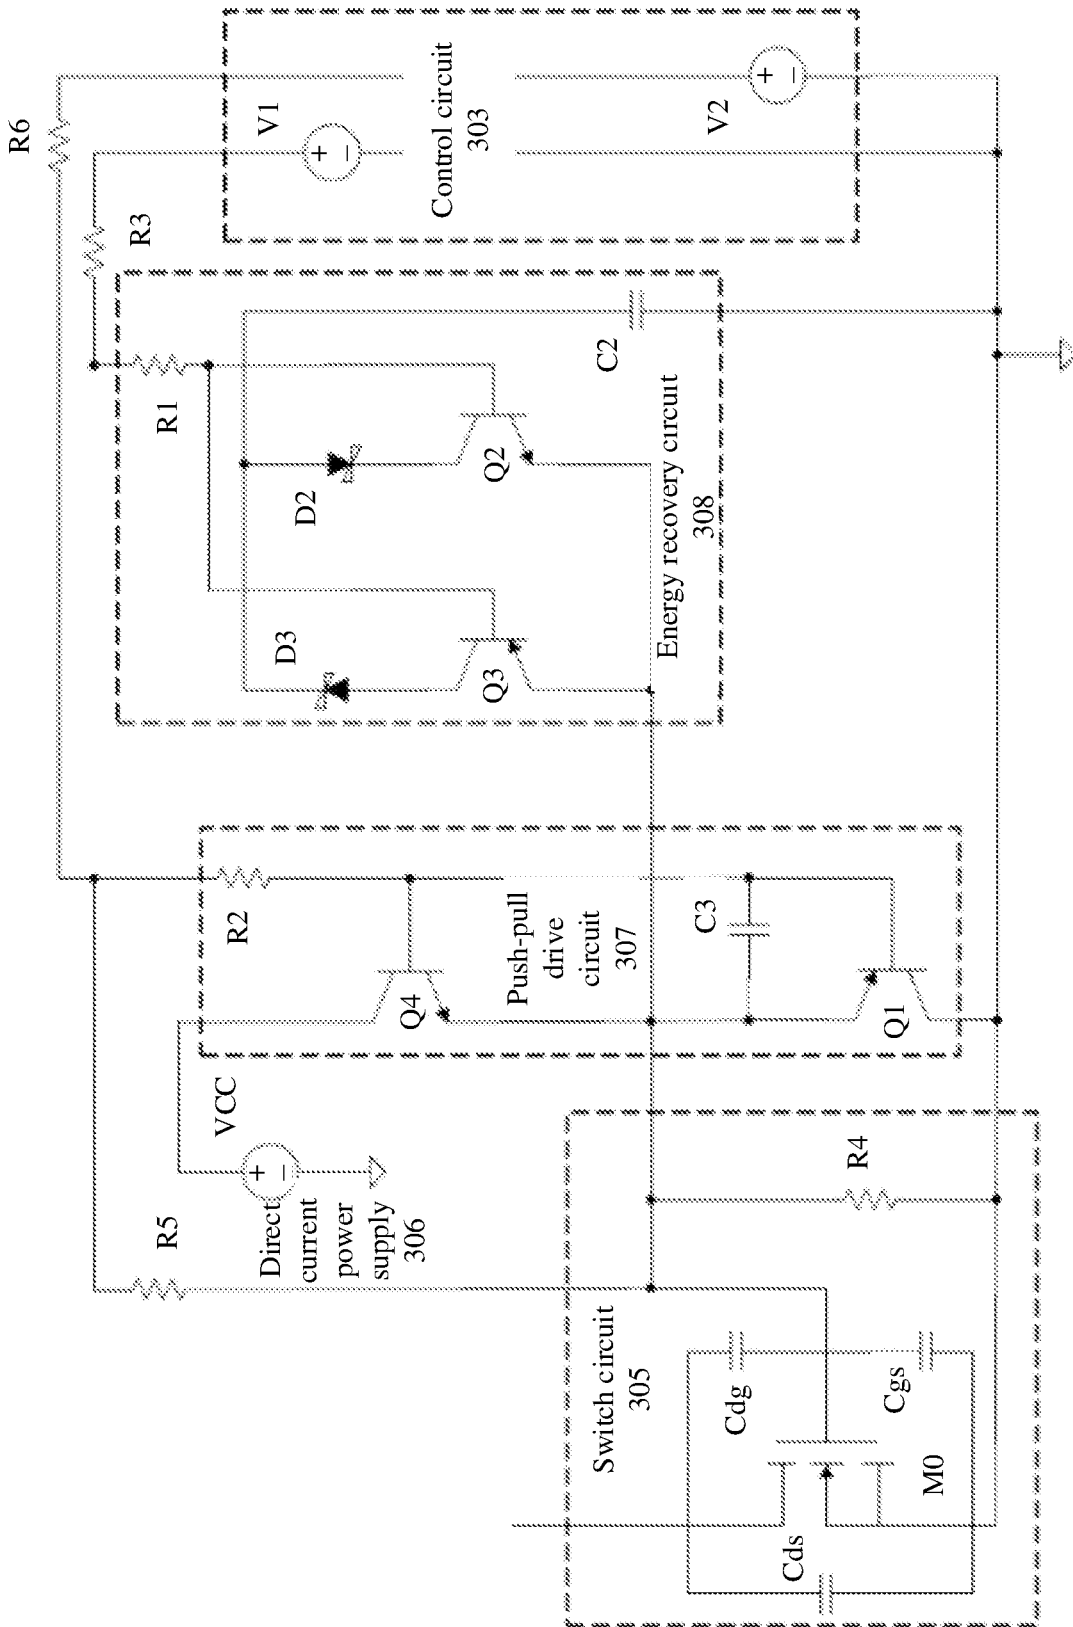 R6
R3
V1
Control circuit
303
V2
R1
D2
Q2
C2
D3
Q3
Energy recovery circuit
308
R2
Q4
Push-pull
drive
circuit
307
C3
Q1
VCC
R5
Direct
current
power
supply
306
R4
Switch circuit
305
Cdg
Cgs
Cds
M0